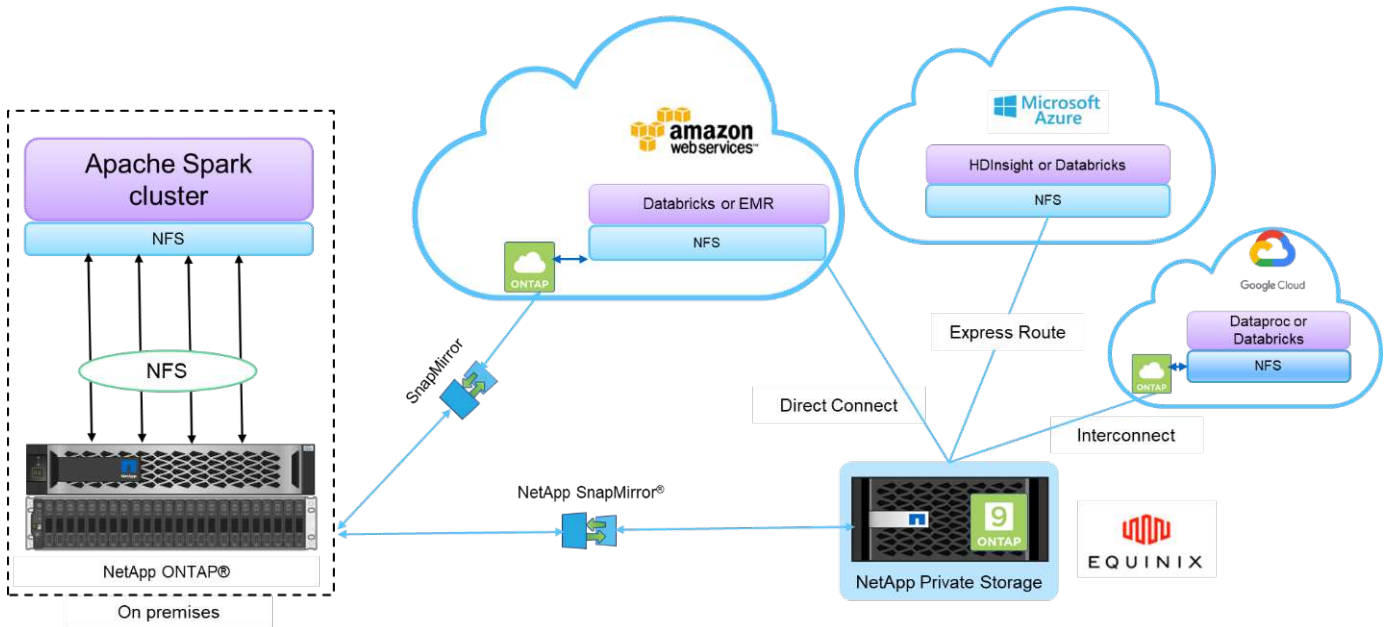 Apache Spark
cluster
NFS
NFS
NetApp
NetApp ONTAP®
On premises
SnapMirror
NetApp SnapMirror®
amazon
web services™
Databricks or EMR
NFS
ONTAP
Direct Connect
Microsoft
Azure
HDInsight or Databricks
NFS
Express Route
Google Cloud
Dataproc or
Databricks
NFS
ONTAP
Interconnect
9
ONTAP
NetApp Private Storage
EQUINIX